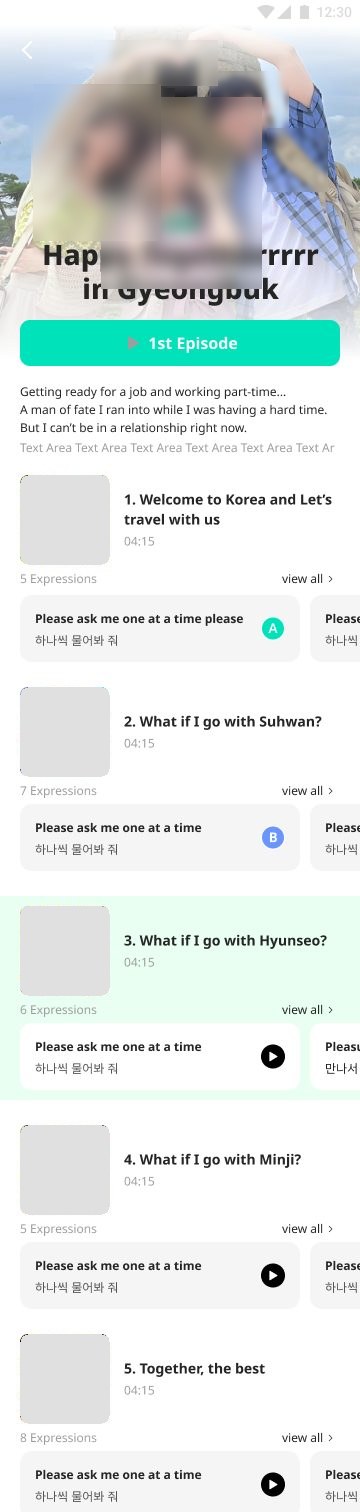 12:30
Hap rrrrr
in Gyeongbuk
1st Episode
Getting ready for a job and working part-time...
A man of fate I ran into while I was having a hard time.
But I can't be in a relationship right now.
Text Area Text Area Text Area Text Area Text Area Text Ar
1. Welcome to Korea and Let's
travel with us
04:15
5 Expressions view all >
Please ask me one at a time please
하나씩 물어봐 줘
A
Please
하나씩
2. What if I go with Suhwan?
04:15
7 Expressions view all >
Please ask me one at a time
하나씩 물어봐 줘
B
Please
하나씩
3. What if I go with Hyunseo?
04:15
6 Expressions view all >
Please ask me one at a time
하나씩 물어봐 줘
Pleasu
만나서
4. What if I go with Minji?
04:15
5 Expressions view all >
Please ask me one at a time
하나씩 물어봐 줘
Please
하나씩
5. Together, the best
04:15
8 Expressions view all >
Please ask me one at a time
하나씩 물어봐 줘
Please
하나씩